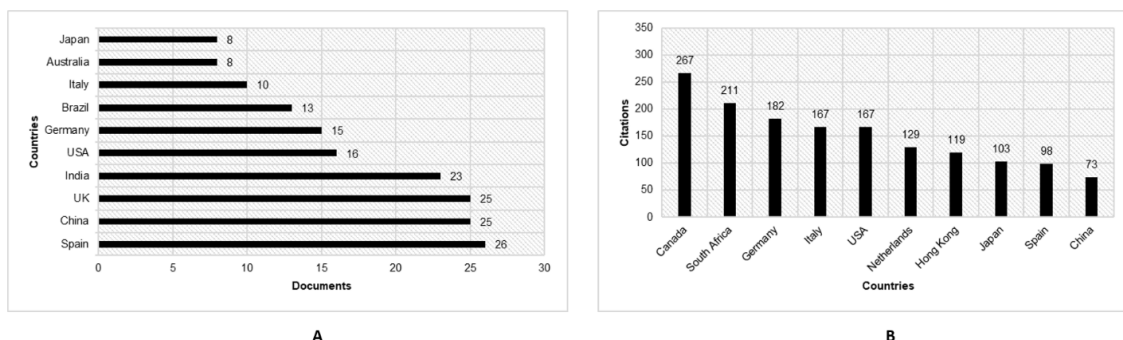 Japan 8
Australia 8
Italy 10
Brazil 13
Germany 15
USA 16
India 23
UK 25
China 25
Spain 26
0 5 10 15 20 25 30
Documents
Countries
A
350
300
250
200
150
100
50
0
Citations
267 211 182 167 167 129 119 103 98 73
Canada South Africa Germany Italy USA Netherlands Hong Kong Japan Spain China
Countries
B